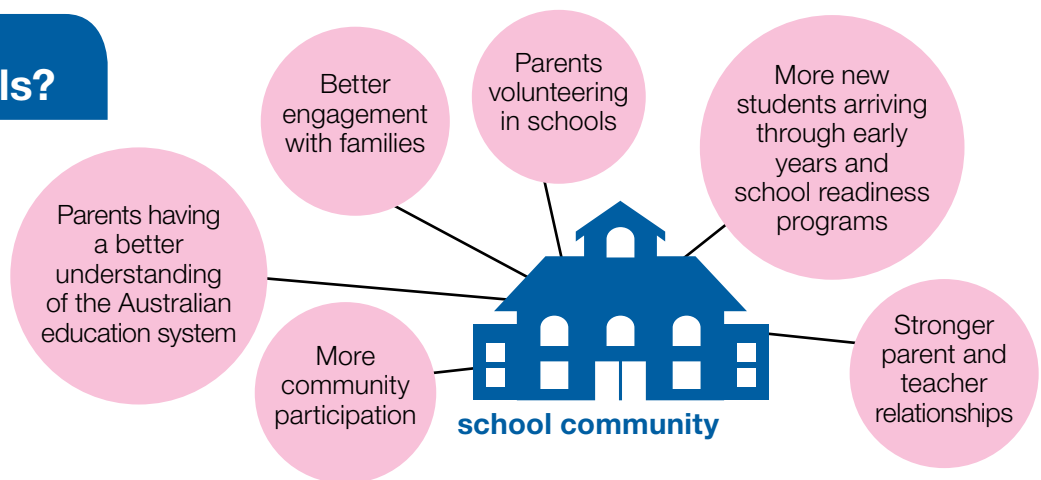 ls?
Better
engagement
with families
Parents
volunteering
in schools
More new
students arriving
through early
years and
school readiness
programs
Parents having
a better
understanding
of the Australian
education system
More
community
participation
Stronger
parent and
teacher
relationships
school community